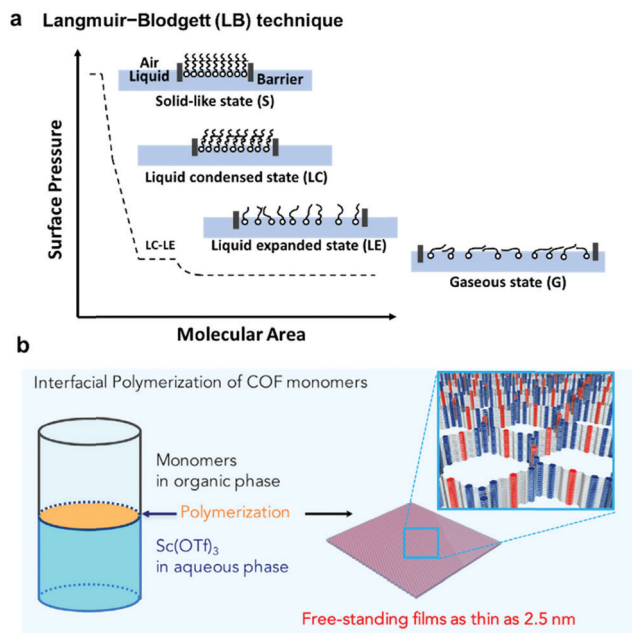 a Langmuir−Blodgett (LB) technique
Surface Pressure
Air
Liquid
Barrier
Solid-like state (S)
Liquid condensed state (LC)
LC-LE
Liquid expanded state (LE)
Gaseous state (G)
Molecular Area
b
Interfacial Polymerization of COF monomers
Monomers
in organic phase
Polymerization
Sc(OTf)3
in aqueous phase
Free-standing films as thin as 2.5 nm